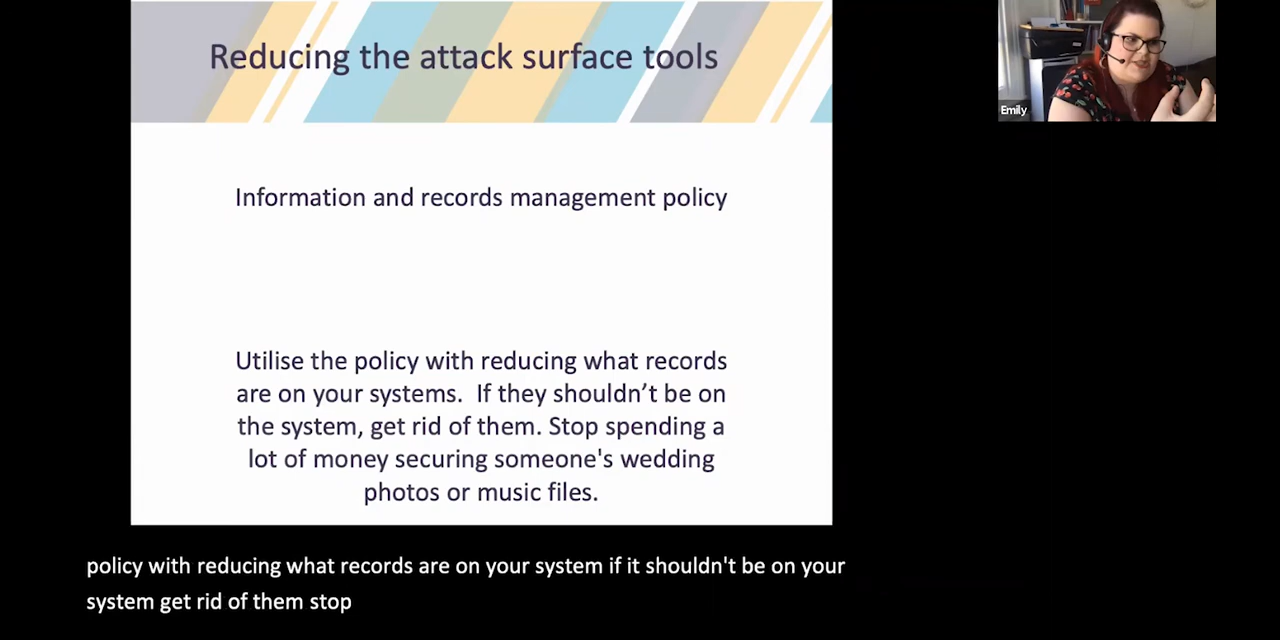 Reducing the attack surface tools
Emily
Information and records management policy
Utilise the policy with reducing what records
are on your systems.  If they shouldn’t be on
the system, get rid of them. Stop spending a
lot of money securing someone's wedding
photos or music files.
policy with reducing what records are on your system if it shouldn't be on your
system get rid of them stop